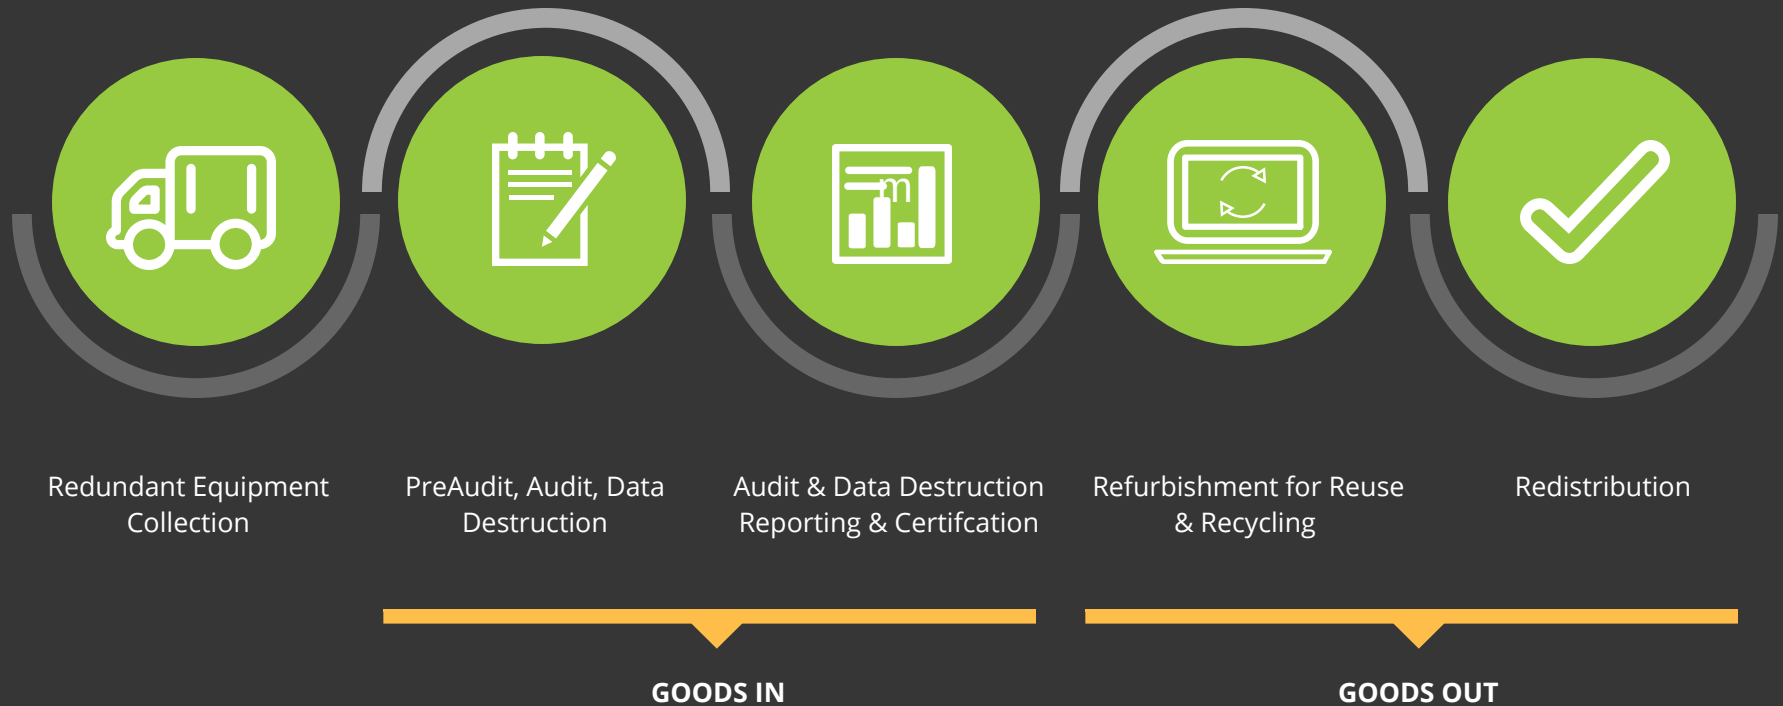 m
Redundant Equipment
Collection
PreAudit, Audit, Data
Destruction
Audit & Data Destruction
Reporting & Certifcation
Refurbishment for Reuse
& Recycling
Redistribution
GOODS IN
GOODS OUT